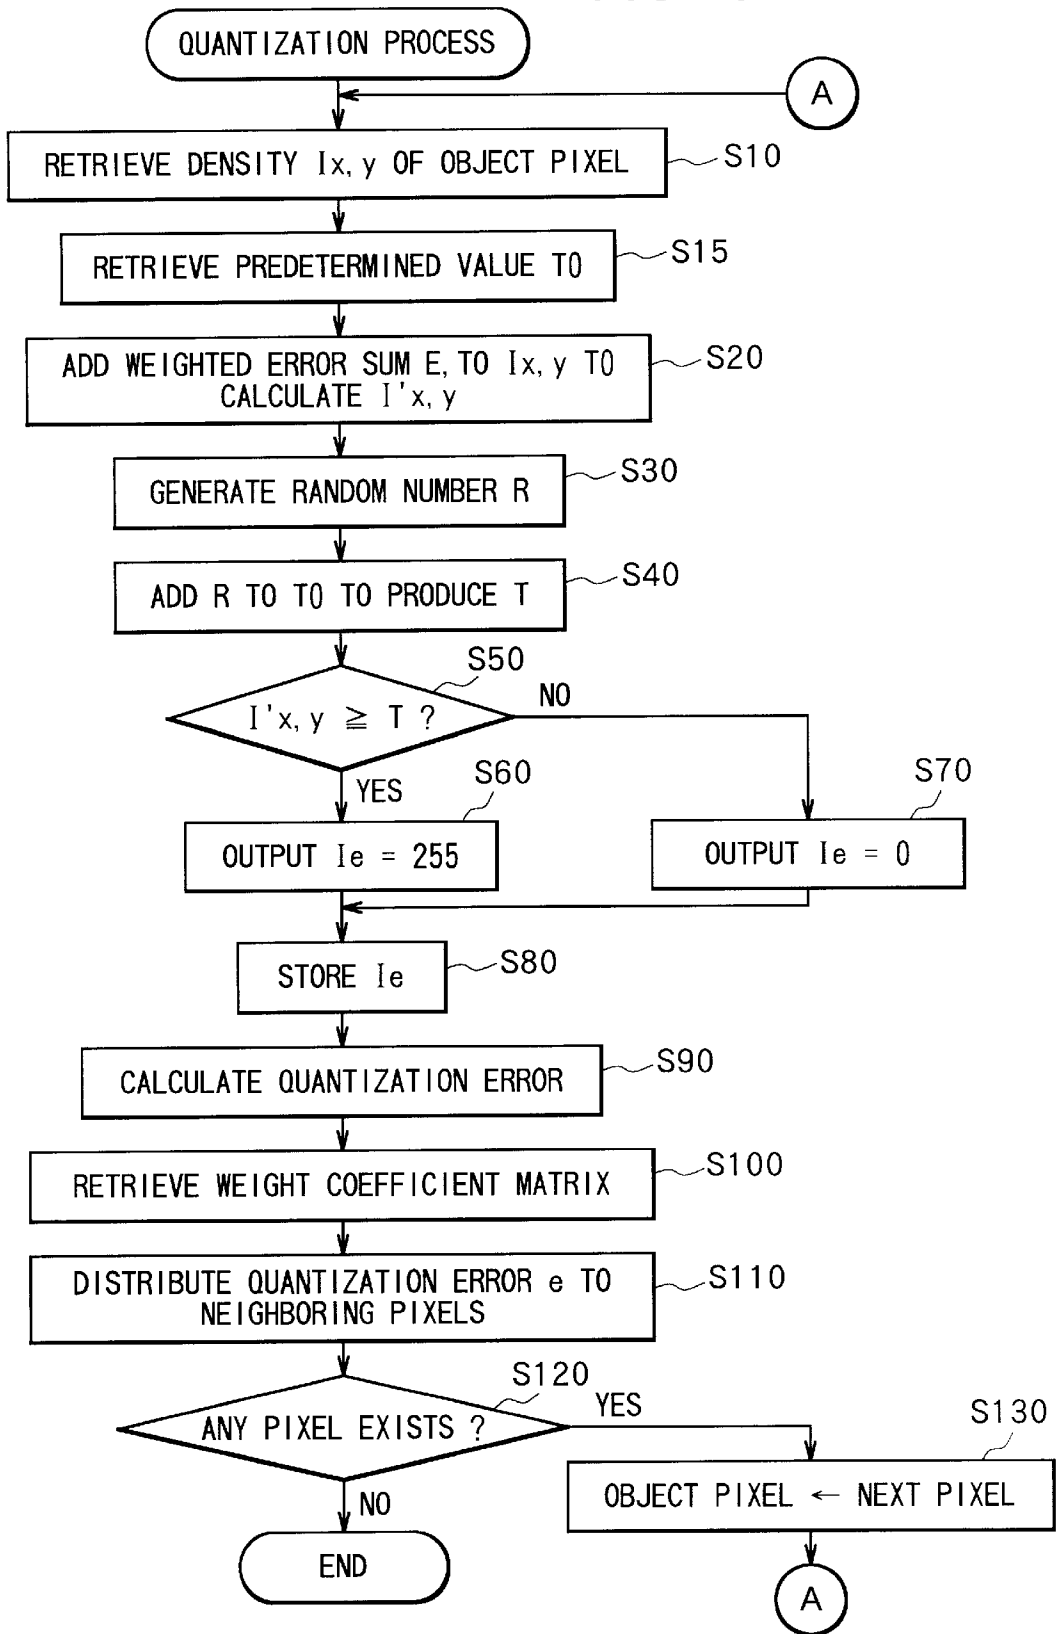 QUANTIZATION PROCESS
A
RETRIEVE DENSITY Ix, y OF OBJECT PIXEL
S10
RETRIEVE PREDETERMINED VALUE T0
S15
ADD WEIGHTED ERROR SUM E, TO Ix, y TO
CALCULATE I'x, y
S20
GENERATE RANDOM NUMBER R
S30
ADD R TO T0 TO PRODUCE T
S40
I'x, y ≧ T ?
S50
NO
YES
S60
S70
OUTPUT Ie = 255
OUTPUT Ie = 0
STORE Ie
S80
CALCULATE QUANTIZATION ERROR
S90
RETRIEVE WEIGHT COEFFICIENT MATRIX
S100
DISTRIBUTE QUANTIZATION ERROR e TO
NEIGHBORING PIXELS
S110
ANY PIXEL EXISTS ?
S120
YES
S130
OBJECT PIXEL ← NEXT PIXEL
NO
END
A